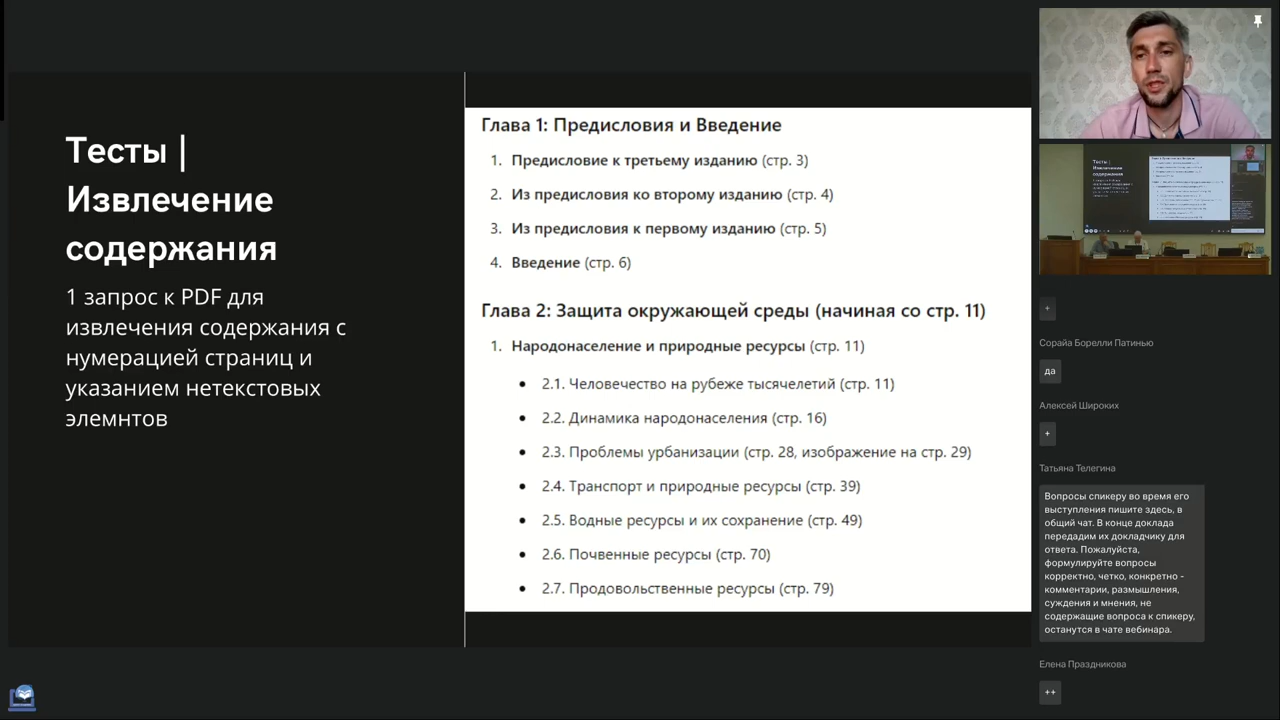 Тесты |
Извлечение
содержания
1 запрос к PDF для
извлечения содержания с
нумерацией страниц и
указанием нетекстовых
элемнтов
Глава 1: Предисловия и Введение
1. Предисловие к третьему изданию (стр. 3)
2. Из предисловия ко второму изданию (стр. 4)
3. Из предисловия к первому изданию (стр. 5)
4. Введение (стр. 6)
Глава 2: Защита окружающей среды (начиная со стр. 11)
1. Народонаселение и природные ресурсы (стр. 11)
• 2.1. Человечество на рубеже тысячелетий (стр. 11)
• 2.2. Динамика народонаселения (стр. 16)
• 2.3. Проблемы урбанизации (стр. 28, изображение на стр. 29)
• 2.4. Транспорт и природные ресурсы (стр. 39)
• 2.5. Водные ресурсы и их сохранение (стр. 49)
• 2.6. Почвенные ресурсы (стр. 70)
• 2.7. Продовольственные ресурсы (стр. 79)
Тесты |
Извлечение
содержания
+
Сорайа Борелли Патинью
да
Алексей Широких
+
Татьяна Телегина
Вопросы спикеру во время его
выступления пишите здесь, в
общий чат. В конце доклада
передадим их докладчику для
ответа. Пожалуйста,
формулируйте вопросы
корректно, четко, конкретно -
комментарии, размышления,
суждения и мнения, не
содержащие вопроса к спикеру,
останутся в чате вебинара.
Елена Праздникова
++